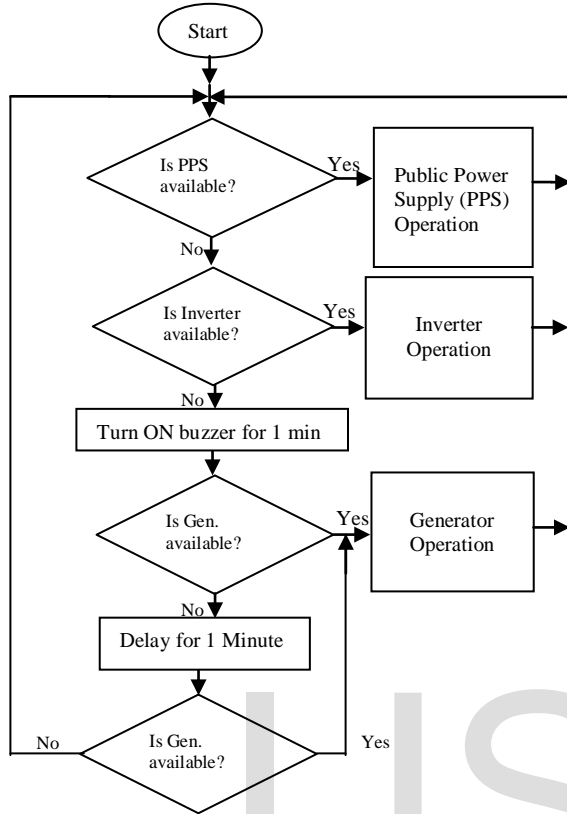 Start
Is PPS
available?
Yes
Public Power
Supply (PPS)
Operation
No
Is Inverter
available?
Yes
Inverter
Operation
No
Turn ON buzzer for 1 min
Is Gen.
available?
Yes
Generator
Operation
No
Delay for 1 Minute
No
Is Gen.
available?
Yes